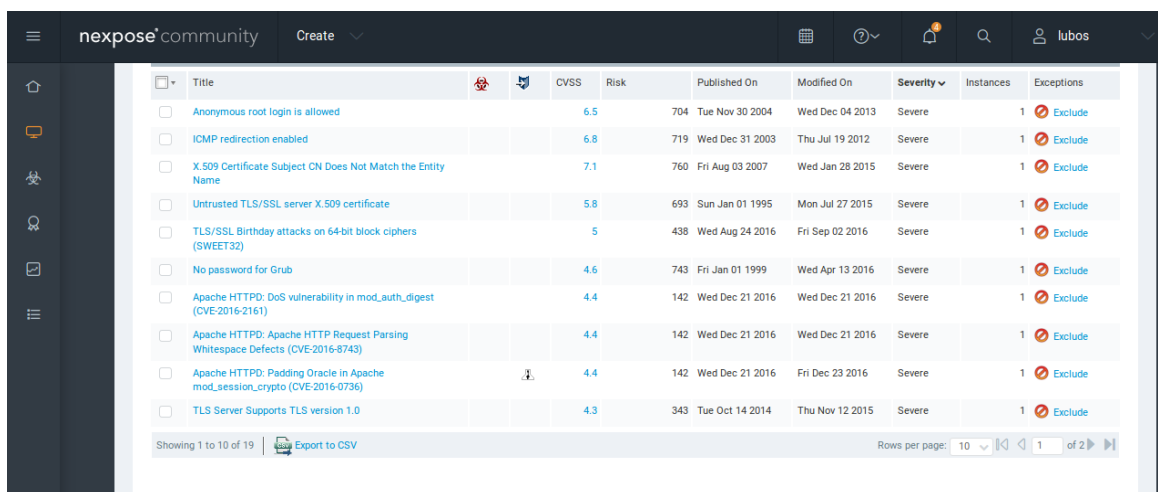 nexpose®community Create 4 lubos
Title CVSS Risk Published On Modified On Severity Instances Exceptions
Anonymous root login is allowed 6.5 704 Tue Nov 30 2004 Wed Dec 04 2013 Severe 1 Exclude
ICMP redirection enabled 6.8 719 Wed Dec 31 2003 Thu Jul 19 2012 Severe 1 Exclude
X.509 Certificate Subject CN Does Not Match the Entity 7.1 760 Fri Aug 03 2007 Wed Jan 28 2015 Severe 1 Exclude
Name
Untrusted TLS/SSL server X.509 certificate 5.8 693 Sun Jan 01 1995 Mon Jul 27 2015 Severe 1 Exclude
TLS/SSL Birthday attacks on 64-bit block ciphers 5 438 Wed Aug 24 2016 Fri Sep 02 2016 Severe 1 Exclude
(SWEET32)
No password for Grub 4.6 743 Fri Jan 01 1999 Wed Apr 13 2016 Severe 1 Exclude
Apache HTTPD: DoS vulnerability in mod_auth_digest 4.4 142 Wed Dec 21 2016 Wed Dec 21 2016 Severe 1 Exclude
(CVE-2016-2161)
Apache HTTPD: Apache HTTP Request Parsing 4.4 142 Wed Dec 21 2016 Wed Dec 21 2016 Severe 1 Exclude
Whitespace Defects (CVE-2016-8743)
Apache HTTPD: Padding Oracle in Apache 4.4 142 Wed Dec 21 2016 Fri Dec 23 2016 Severe 1 Exclude
mod_session_crypto (CVE-2016-0736)
TLS Server Supports TLS version 1.0 4.3 343 Tue Oct 14 2014 Thu Nov 12 2015 Severe 1 Exclude
Showing 1 to 10 of 19 CSV Export to CSV Rows per page: 10 1 of 2